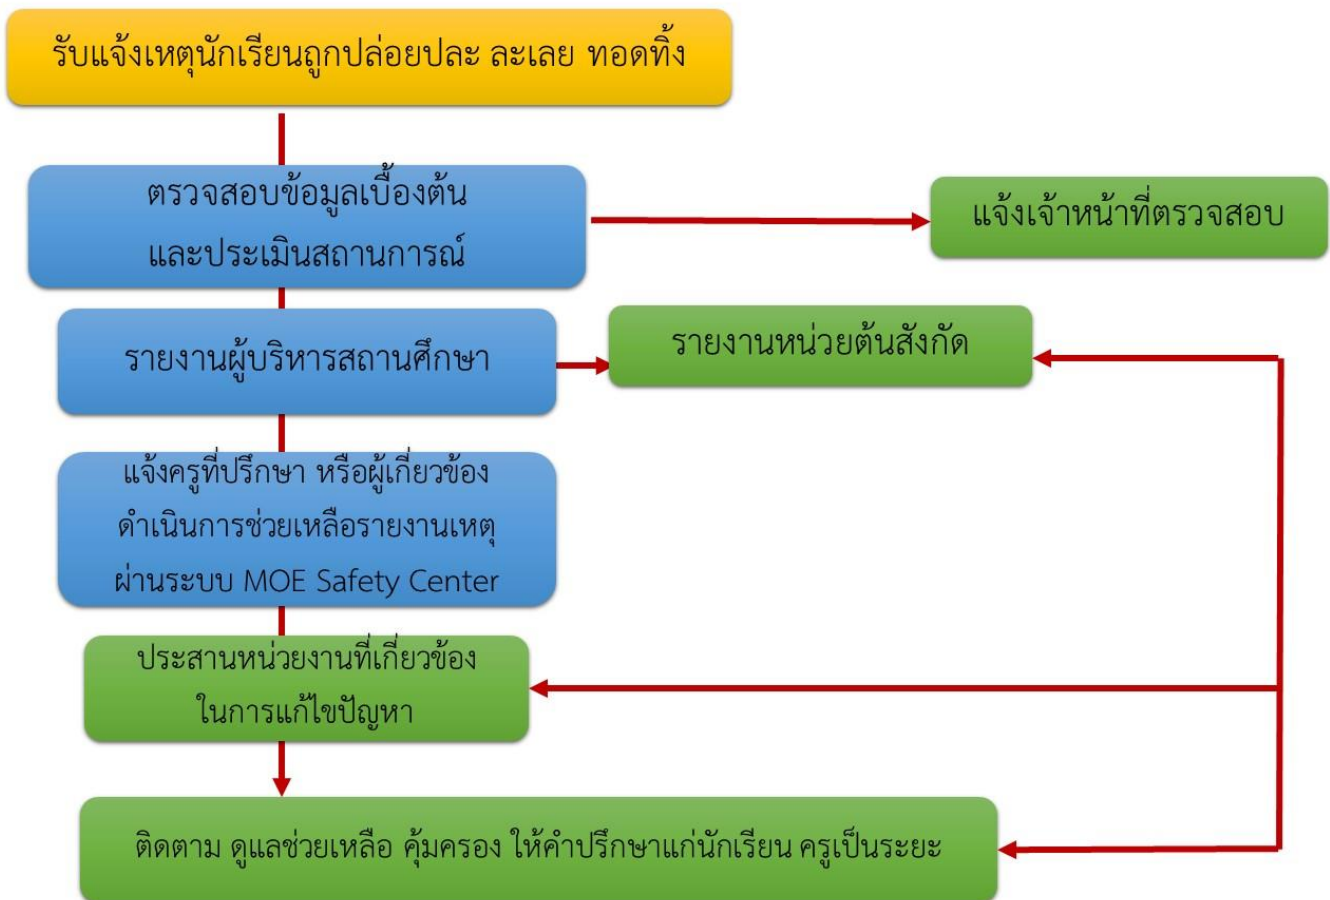 รับแจ้งเหตุนักเรียนถูกปล่อยปละ ละเลย ทอดทิ้ง
ตรวจสอบข้อมูลเบื้องต้น
และประเมินสถานการณ์
แจ้งเจ้าหน้าที่ตรวจสอบ
รายงานผู้บริหารสถานศึกษา
รายงานหน่วยต้นสังกัด
แจ้งครูที่ปรึกษา หรือผู้เกี่ยวข้อง
ดำเนินการช่วยเหลือรายงานเหตุ
ผ่านระบบ MOE Safety Center
ประสานหน่วยงานที่เกี่ยวข้อง
ในการแก้ไขปัญหา
ติดตาม ดูแลช่วยเหลือ คุ้มครอง ให้คำปรึกษาแก่นักเรียน ครูเป็นระยะ